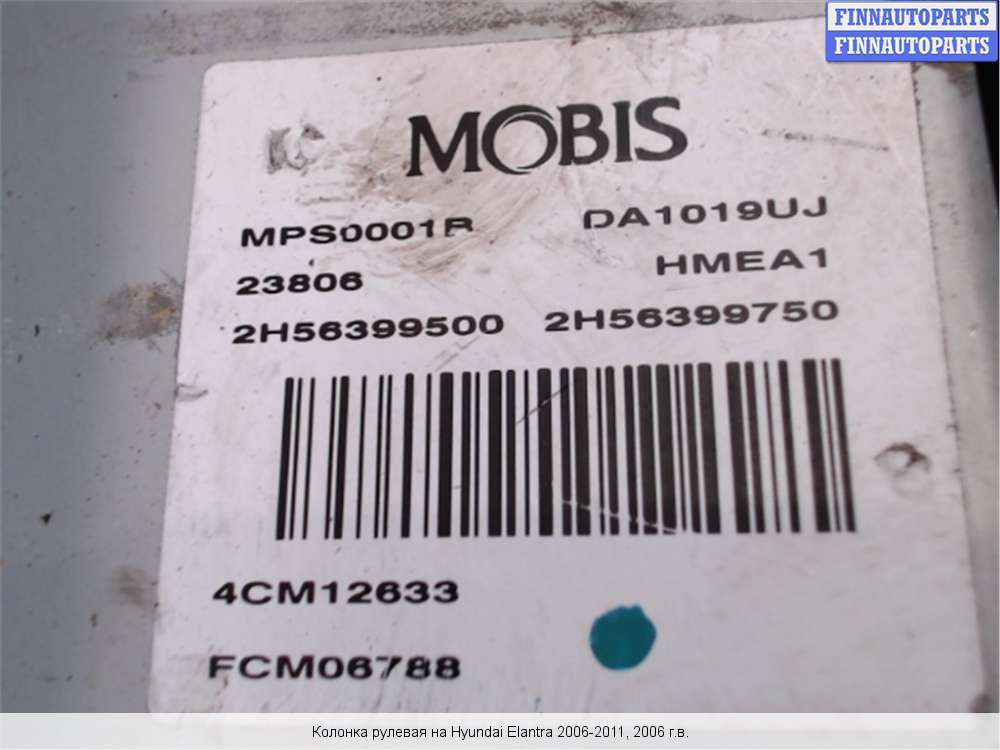 FINNAUTOPARTS
FINNAUTOPARTS
MOBIS
MPS0001R DA1019UJ
23806 HMEA1
2H56399500 2H56399750
4CM12633
FCM06788
Колонка рулевая на Hyundai Elantra 2006-2011, 2006 г.в.